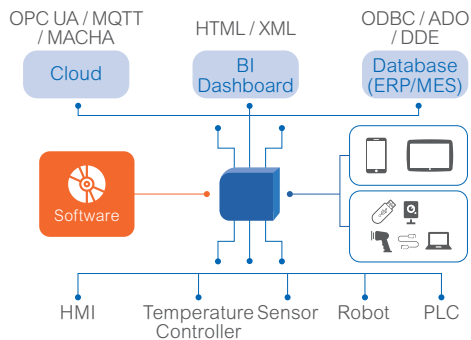 OPC UA / MQTT
/ MACHA
HTML / XML
ODBC / ADO
/ DDE
Cloud
BI
Dashboard
Database
(ERP/MES)
Software
HMI
Temperature
Controller
Sensor
Robot
PLC